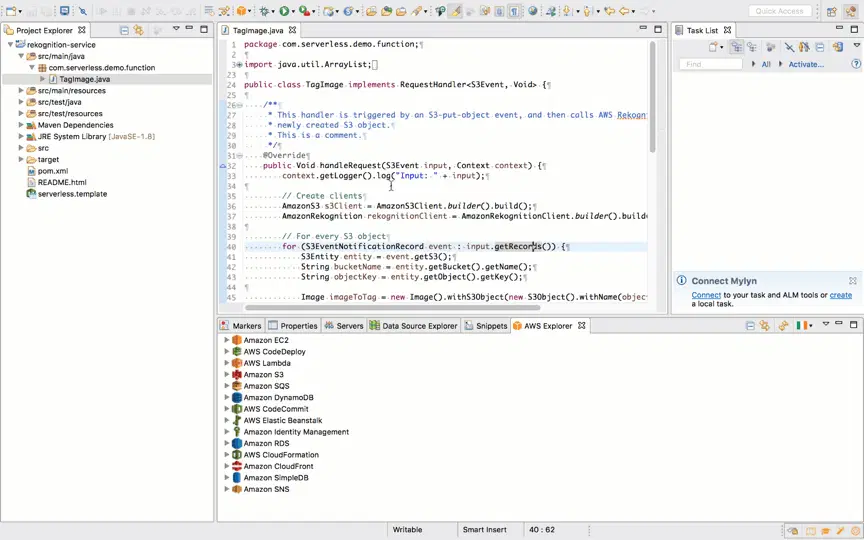 Quick Access
Project Explorer
rekognition-service
src/main/java
com.serverless.demo.function
TagImage.java
src/main/resources
src/test/java
src/test/resources
Maven Dependencies
JRE System Library [JavaSE-1.8]
src
target
pom.xml
README.html
serverless.template
TagImage.java
1 package com.serverless.demo.function;
2
3 import java.util.ArrayList;
24 public class TagImage implements RequestHandler<S3Event, Void> {
25
26 /**
27 * This handler is triggered by an S3-put-object event, and then calls AWS Rekogn
28 * newly created S3 object.
29 * This is a comment.
30 */
31 @Override
32 public Void handleRequest(S3Event input, Context context) {
33 context.getLogger().log("Input: " + input);
34
35 // Create clients
36 AmazonS3 s3Client = AmazonS3Client.builder().build();
37 AmazonRekognition rekognitionClient = AmazonRekognitionClient.builder().build
38
39 // For every S3 object
40 for (S3EventNotificationRecord event : input.getRecords()) {
41 S3Entity entity = event.getS3();
42 String bucketName = entity.getBucket().getName();
43 String objectKey = entity.getObject().getKey();
44
45 Image imageToTag = new Image().withS3Object(new S3Object().withName(objec
Task List
Find
All
Activate...
Connect Mylyn
Connect to your task and ALM tools or create
a local task.
Markers
Properties
Servers
Data Source Explorer
Snippets
AWS Explorer
Amazon EC2
AWS CodeDeploy
AWS Lambda
Amazon S3
Amazon SQS
Amazon DynamoDB
AWS CodeCommit
AWS Elastic Beanstalk
Amazon Identity Management
Amazon RDS
AWS CloudFormation
Amazon CloudFront
Amazon SimpleDB
Amazon SNS
Writable
Smart Insert
40 : 62